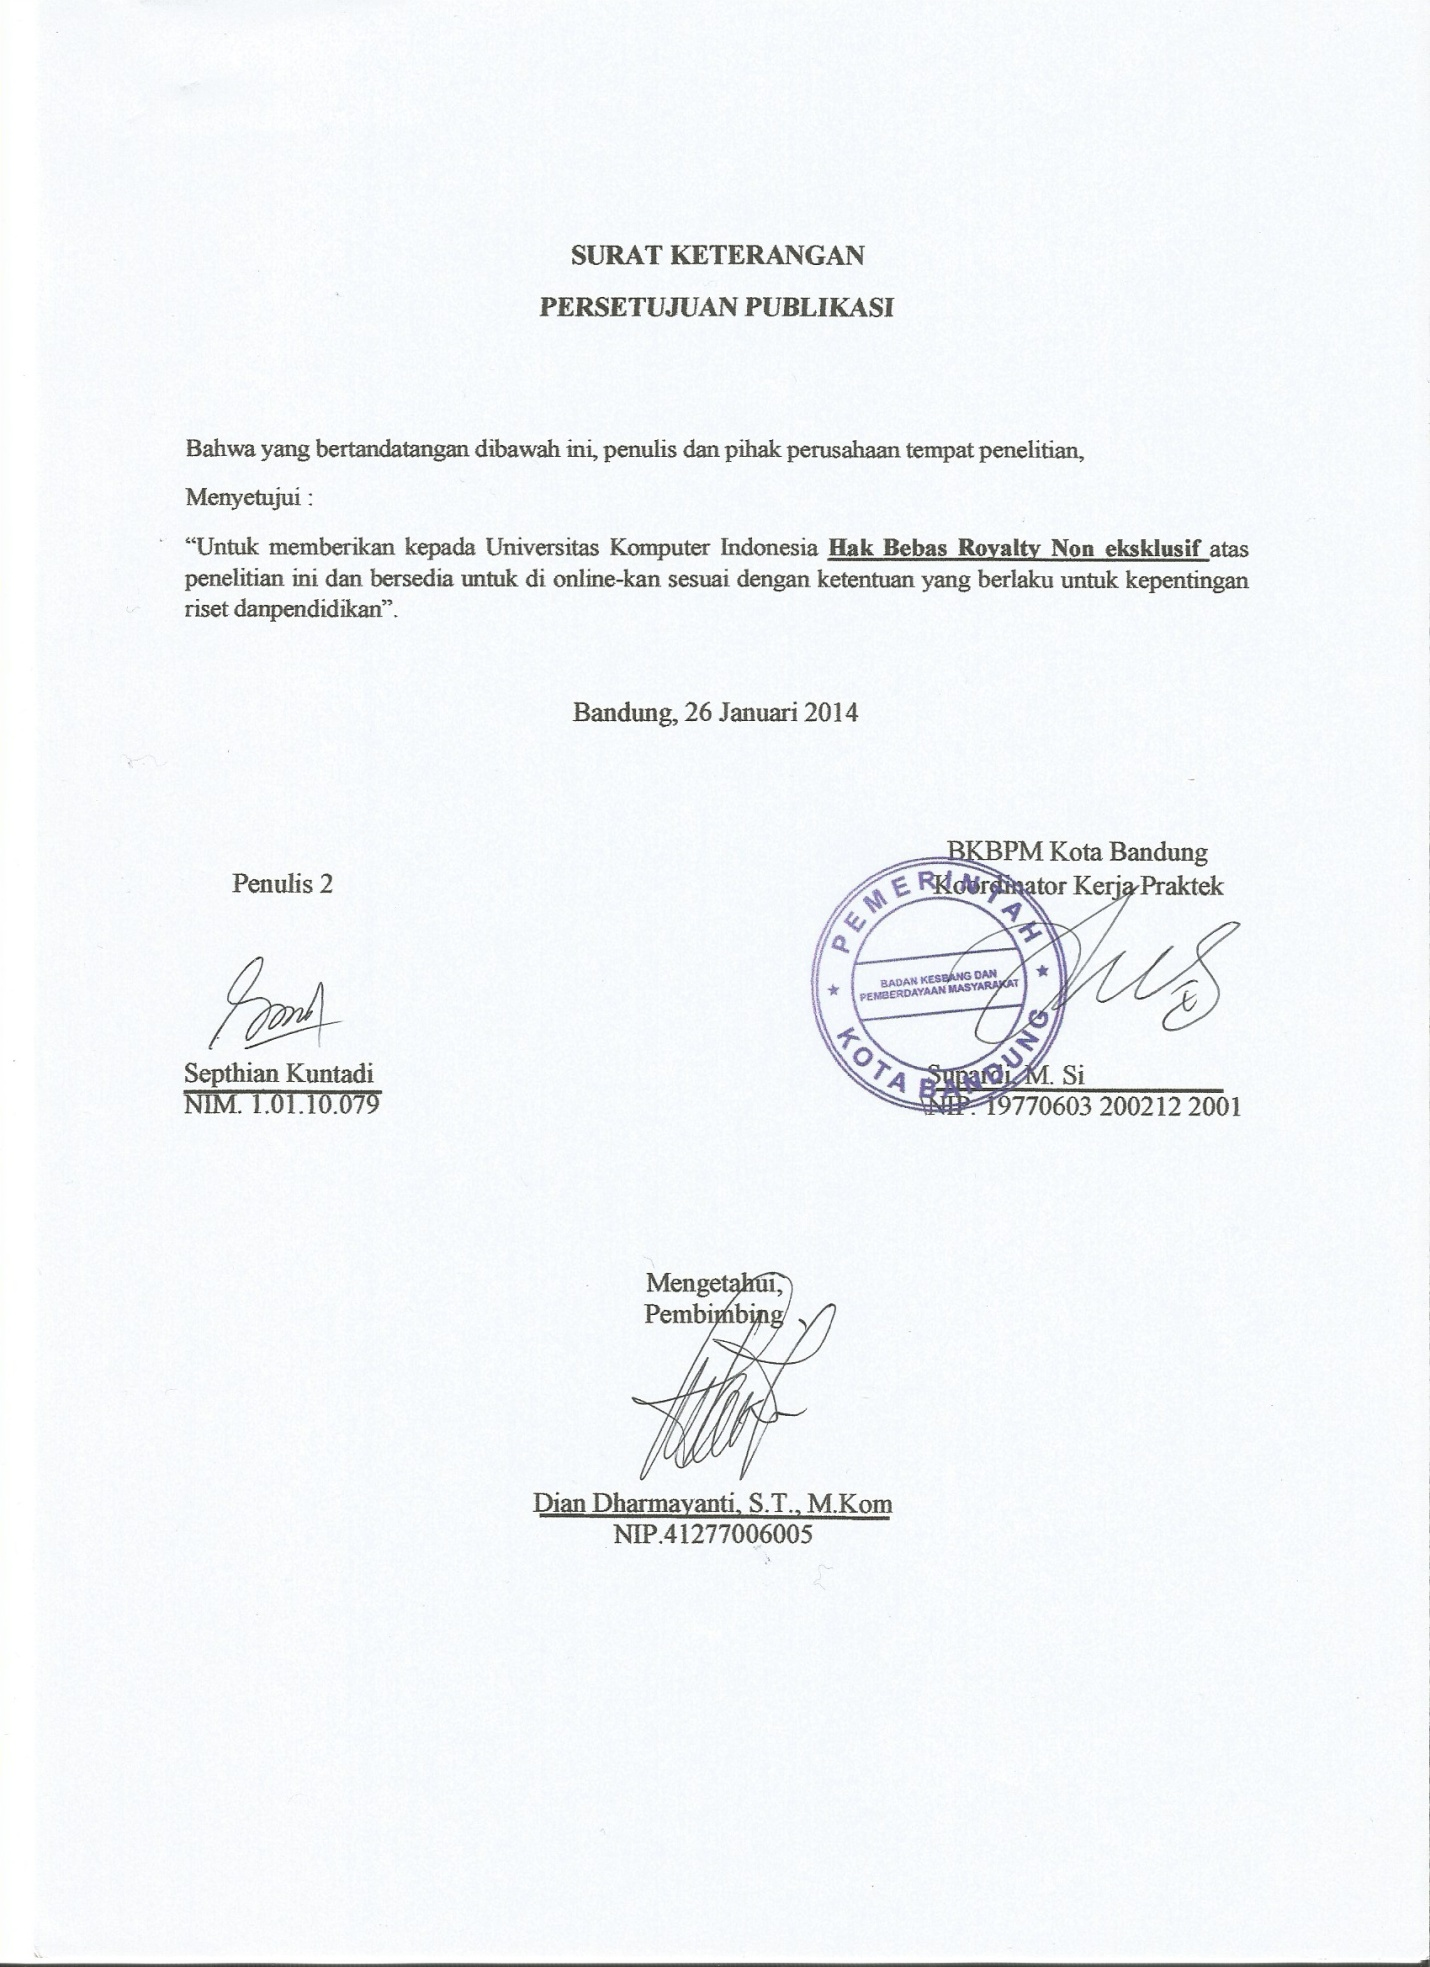 SURAT KETERANGAN
PERSETUJUAN PUBLIKASI
Bahwa yang bertandatangan dibawah ini, penulis dan pihak perusahaan tempat penelitian,
Menyetujui :
“Untuk memberikan kepada Universitas Komputer Indonesia Hak Bebas Royalty Non eksklusif atas
penelitian ini dan bersedia untuk di online-kan sesuai dengan ketentuan yang berlaku untuk kepentingan
riset danpendidikan”.
Bandung, 26 Januari 2014
Penulis 2
Septhian Kuntadi
NIM. 1.01.10.079
BKBPM Kota Bandung
Koordinator Kerja Praktek
PEMERINTAH
BADAN KESBANG DAN
PEMBERDAYAAN MASYARAKAT
KOTA BANDUNG
Supardi, M. Si
\NIP. 19770603 200212 2001
Mengetahui,
Pembimbing
Dian Dharmayanti, S.T., M.Kom
NIP.41277006005